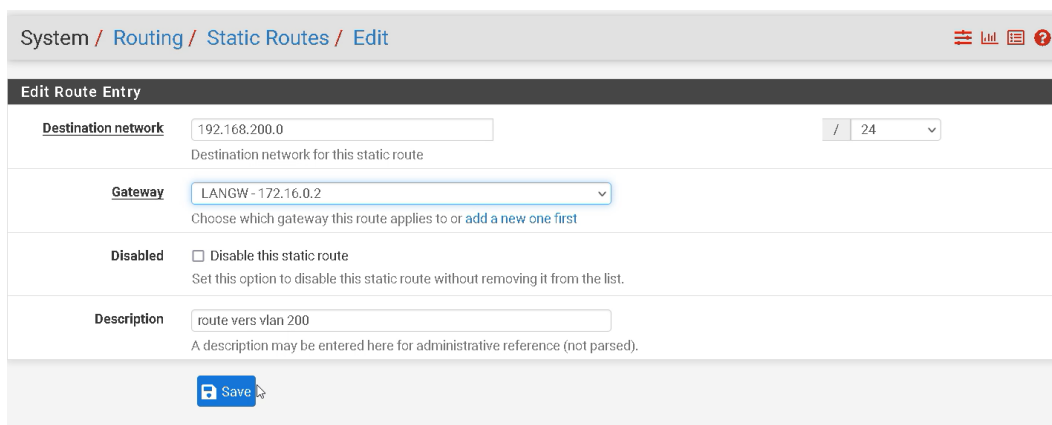 System / Routing / Static Routes / Edit
Edit Route Entry
Destination network 192.168.200.0 / 24
Destination network for this static route
Gateway LANGW - 172.16.0.2
Choose which gateway this route applies to or add a new one first
Disabled Disable this static route
Set this option to disable this static route without removing it from the list.
Description route vers vlan 200
A description may be entered here for administrative reference (not parsed).
Save